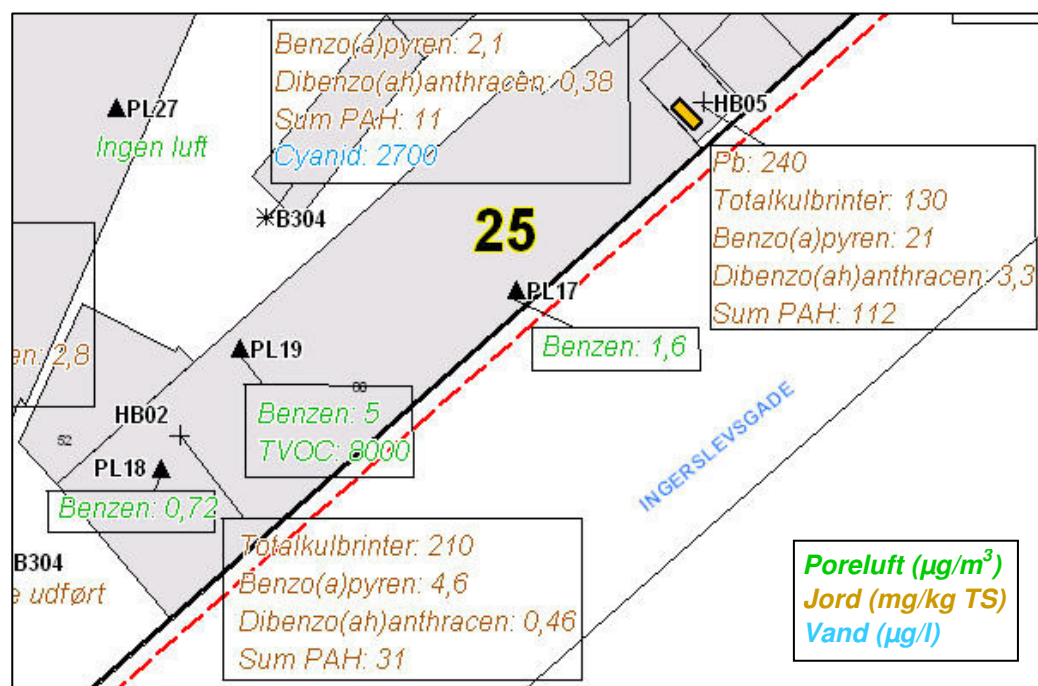 Benzo(a)pyren: 2,1
Dibenzo(ah)anthracen: 0,38
Sum PAH: 11
Cyanid: 2700
PL27
Ingen luft
HB05
Pb: 240
Totalkulbrinter: 130
Benzo(a)pyren: 21
Dibenzo(ah)anthracen: 3,3
Sum PAH: 112
B304
25
PL17
Benzen: 1,6
en: 2,8
PL19
66
Benzen: 5
TVOC: 8000
HB02
52
PL18
Benzen: 0,72
INGERSLEVSGADE
Totalkulbrinter: 210
Benzo(a)pyren: 4,6
Dibenzo(ah)anthracen: 0,46
Sum PAH: 31
B304
e udført
Poreluft (µg/m³)
Jord (mg/kg TS)
Vand (µg/l)